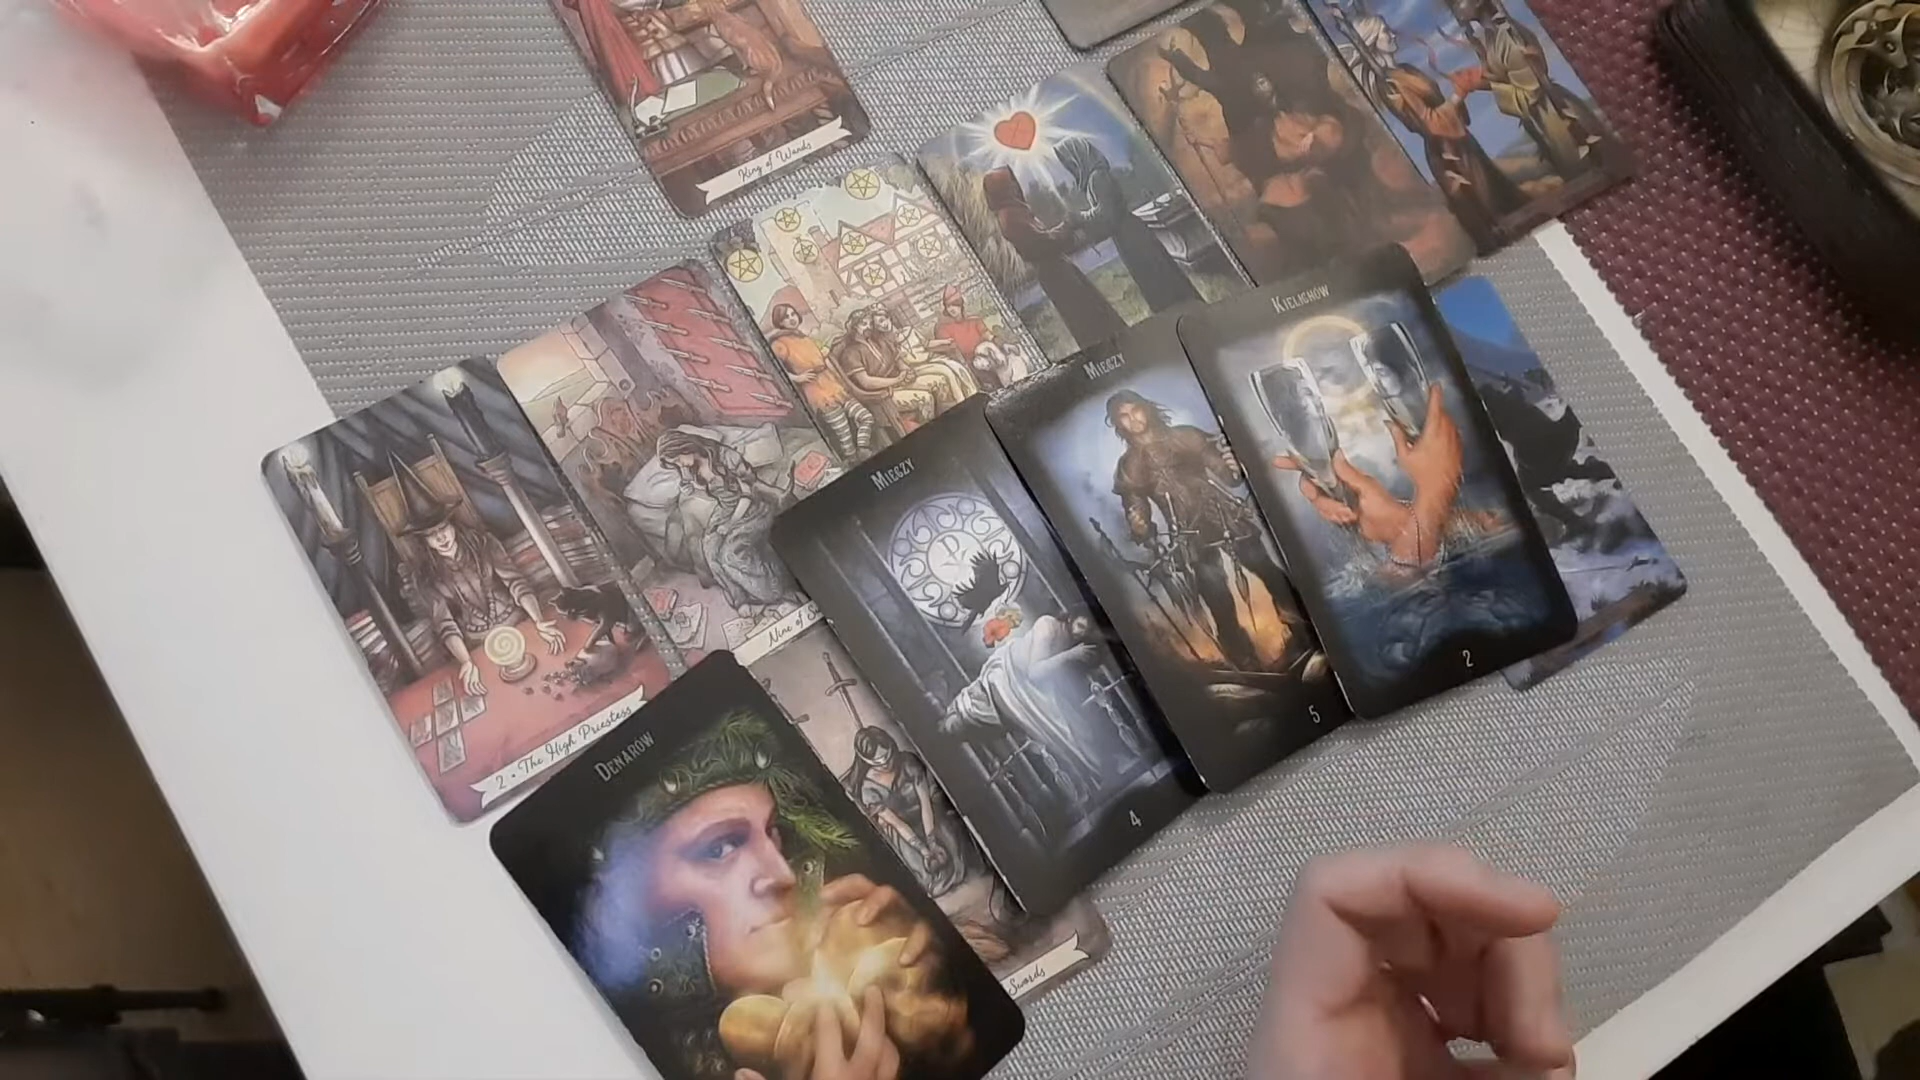 King of Wands
KIELICHÓW
MIECZY
MIECZY
2
Nine of
5
2 • The High Priestess
DENARÓW
4
Swords